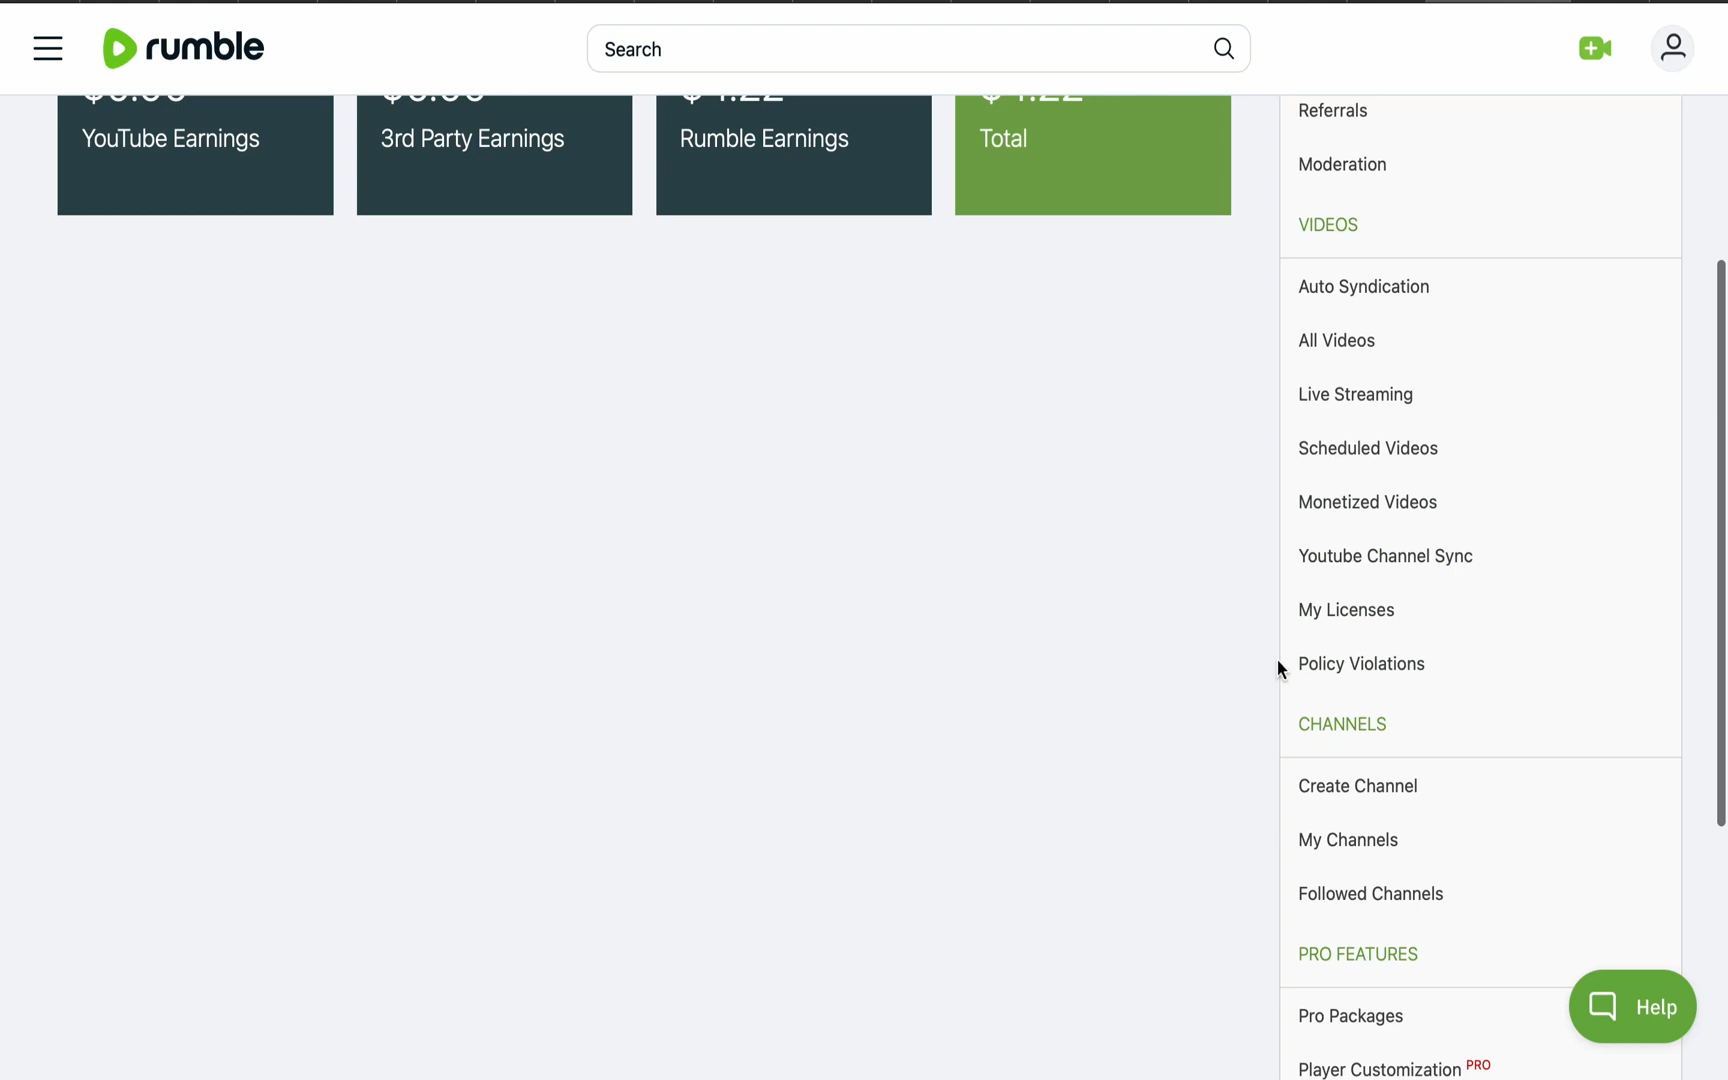 rumble
Search
YouTube Earnings
3rd Party Earnings
Rumble Earnings
Total
Referrals
Moderation
VIDEOS
Auto Syndication
All Videos
Live Streaming
Scheduled Videos
Monetized Videos
Youtube Channel Sync
My Licenses
Policy Violations
CHANNELS
Create Channel
My Channels
Followed Channels
PRO FEATURES
Pro Packages
Player Customization PRO
Help